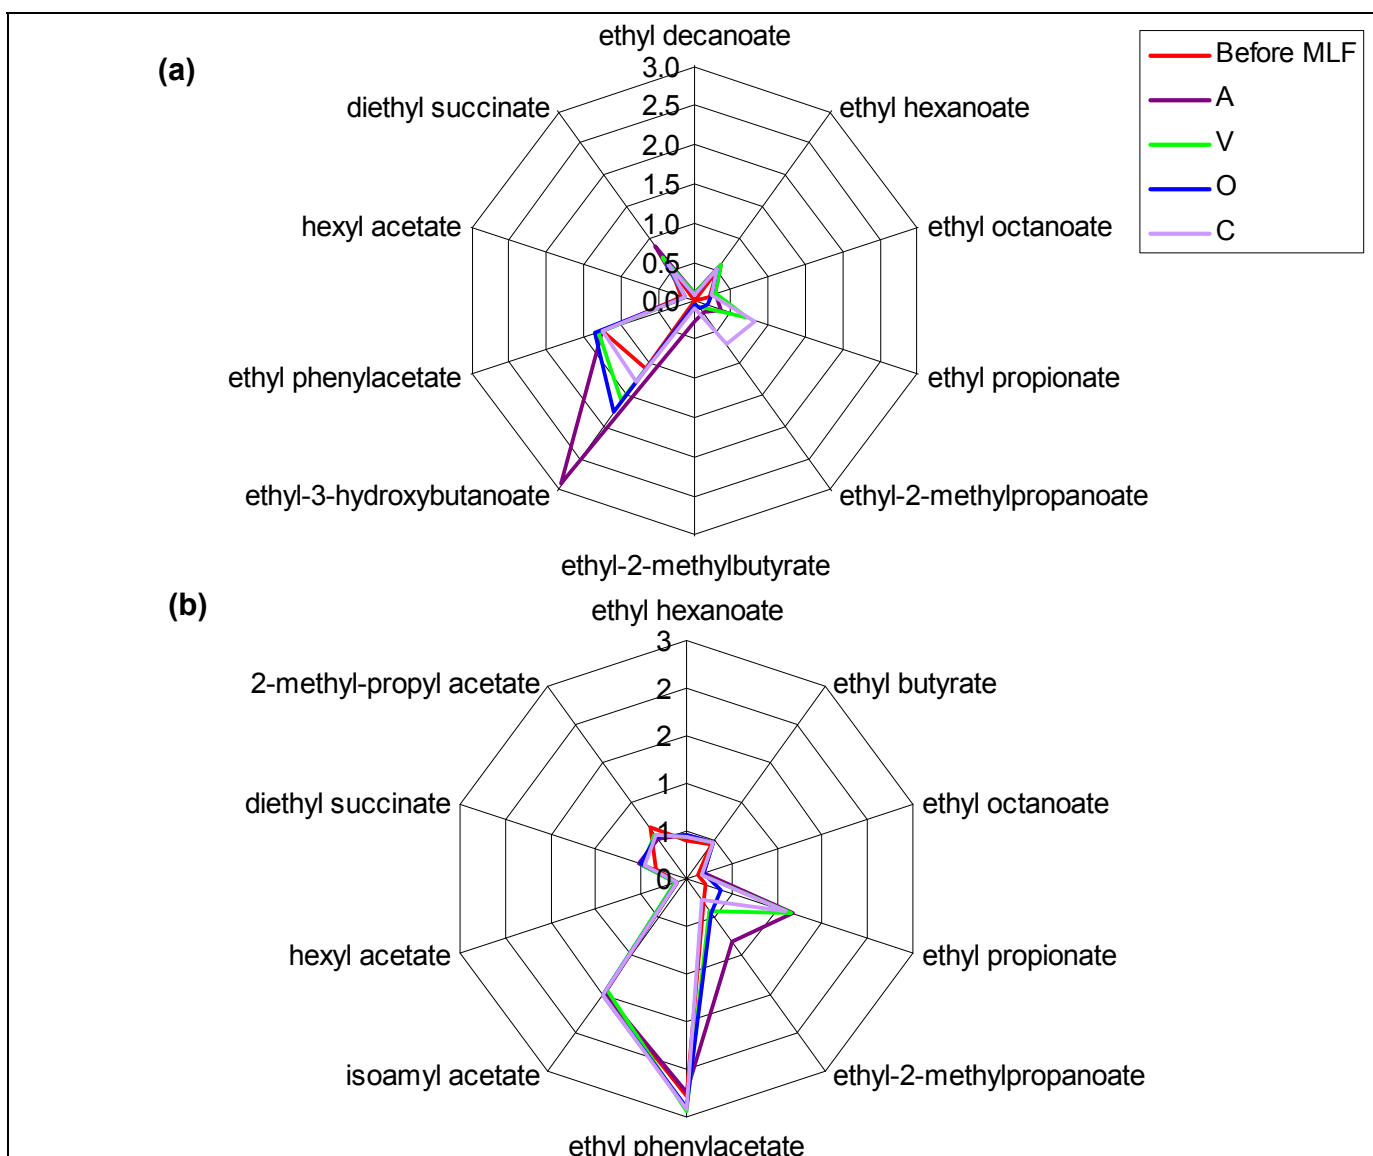 ethyl decanoate
(a)
3.0
2.5
2.0
1.5
1.0
0.5
0.0
diethyl succinate
ethyl hexanoate
hexyl acetate
ethyl octanoate
ethyl phenylacetate
ethyl propionate
ethyl-3-hydroxybutanoate
ethyl-2-methylpropanoate
ethyl-2-methylbutyrate
Before MLF
A
V
O
C
(b)
ethyl hexanoate
3
2
2
1
1
0
2-methyl-propyl acetate
ethyl butyrate
diethyl succinate
ethyl octanoate
hexyl acetate
ethyl propionate
isoamyl acetate
ethyl-2-methylpropanoate
ethyl phenylacetate